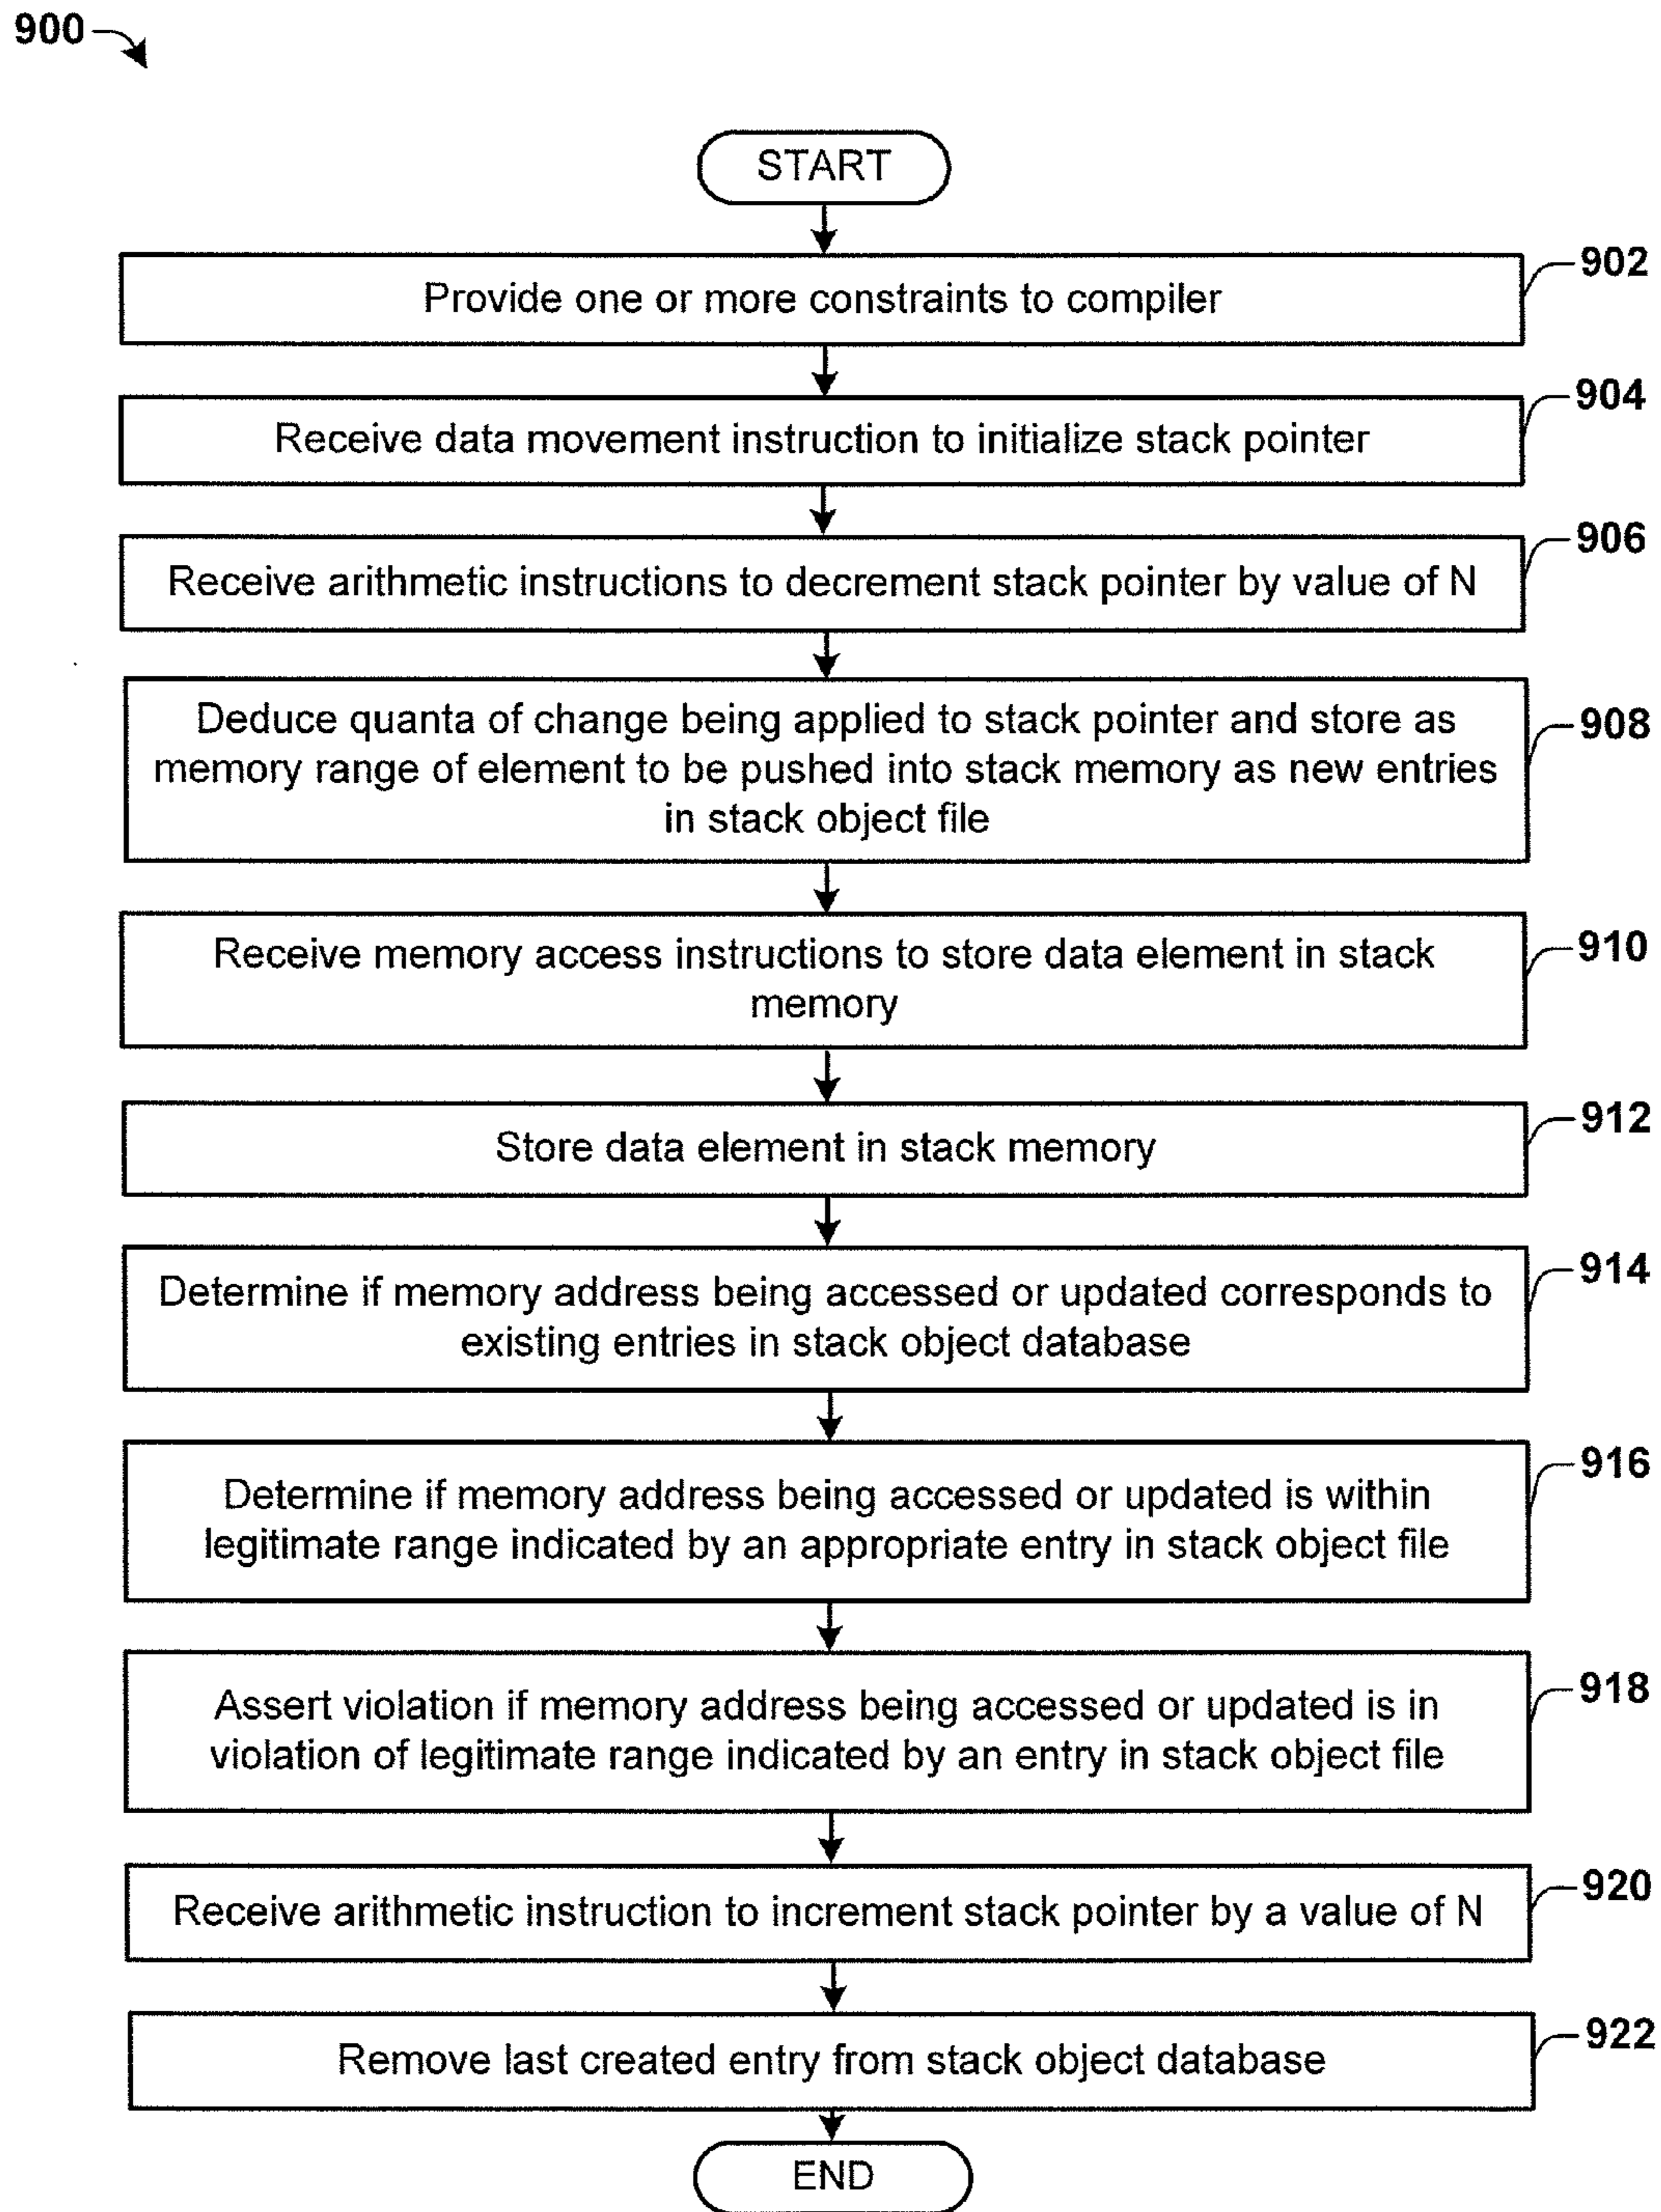 900
START
902
Provide one or more constraints to compiler
904
Receive data movement instruction to initialize stack pointer
906
Receive arithmetic instructions to decrement stack pointer by value of N
908
Deduce quanta of change being applied to stack pointer and store as
memory range of element to be pushed into stack memory as new entries
in stack object file
910
Receive memory access instructions to store data element in stack
memory
912
Store data element in stack memory
914
Determine if memory address being accessed or updated corresponds to
existing entries in stack object database
916
Determine if memory address being accessed or updated is within
legitimate range indicated by an appropriate entry in stack object file
918
Assert violation if memory address being accessed or updated is in
violation of legitimate range indicated by an entry in stack object file
920
Receive arithmetic instruction to increment stack pointer by a value of N
922
Remove last created entry from stack object database
END